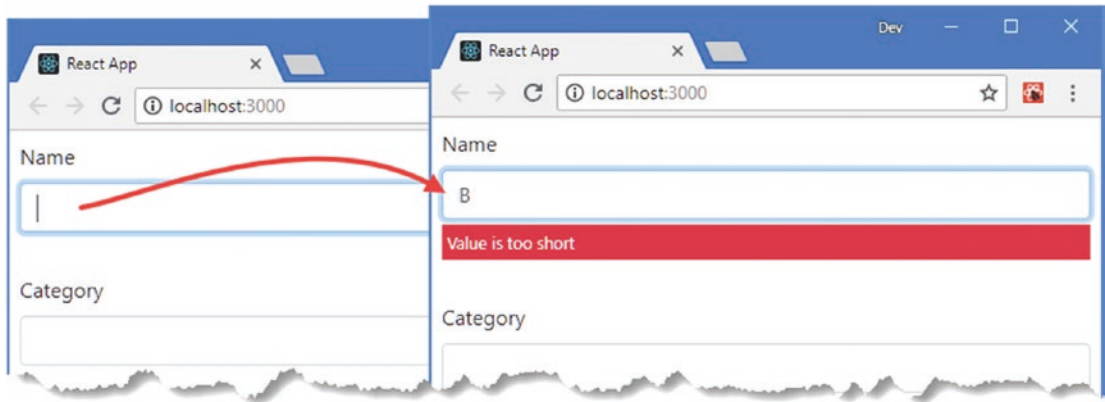 React App
localhost:3000
Name
Category
Dev
React App
localhost:3000
Name
B
Value is too short
Category